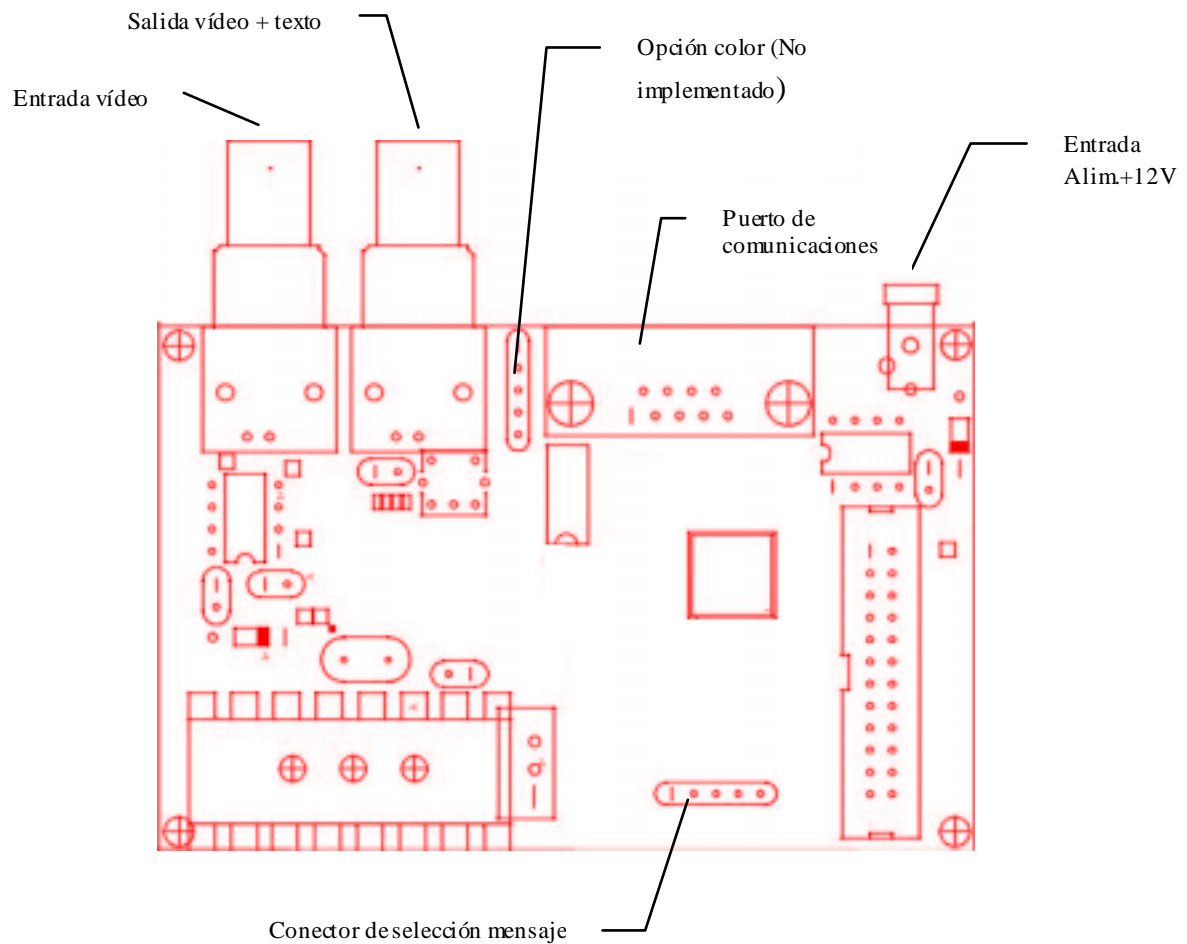 Salida vídeo + texto
Opción color (No
implementado)
Entrada vídeo
Entrada
Alim.+12V
Puerto de
comunicaciones
Conector de selección mensaje